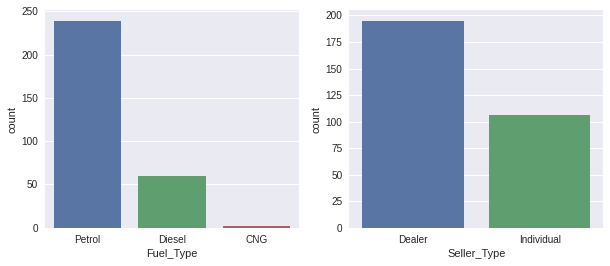 250
200
150
100
50
0
count
Petrol
Diesel
CNG
Fuel_Type
200
175
150
125
100
75
50
25
0
count
Dealer
Individual
Seller_Type